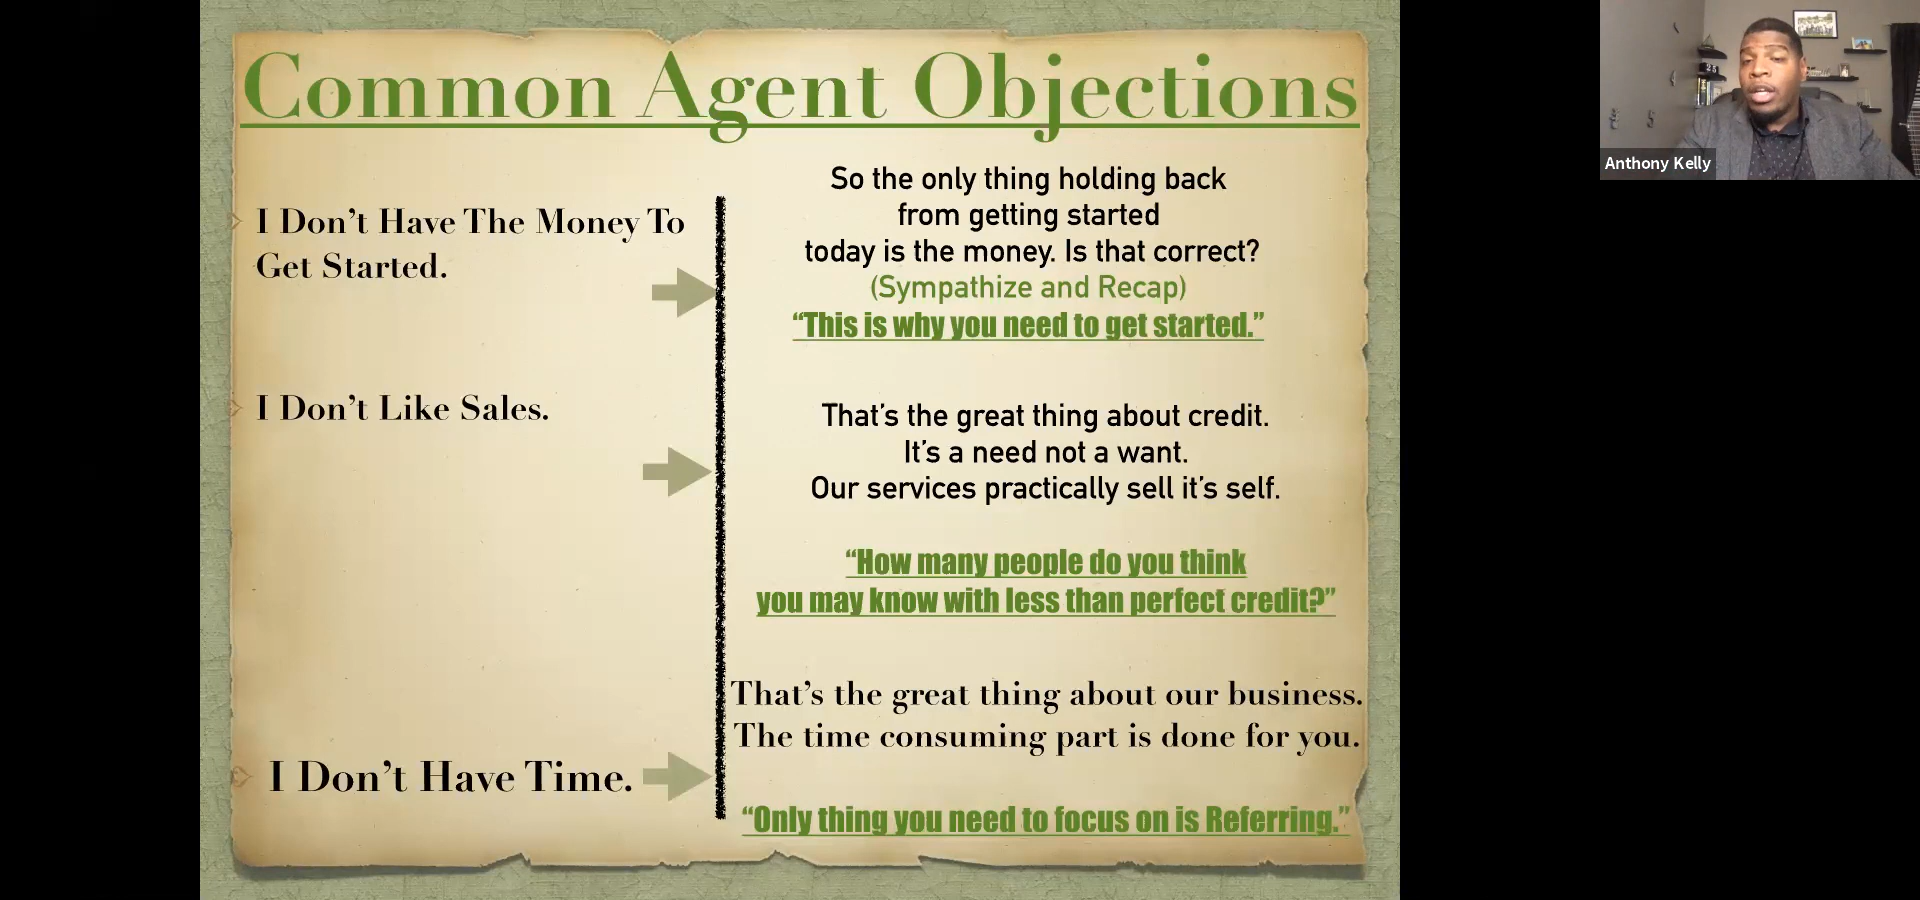 Common Agent Objections
I Don't Have The Money To
Get Started.
So the only thing holding back
from getting started
today is the money. Is that correct?
(Sympathize and Recap)
“This is why you need to get started.”
I Don't Like Sales.
That's the great thing about credit.
It's a need not a want.
Our services practically sell it's self.
“How many people do you think
you may know with less than perfect credit?”
I Don't Have Time.
That's the great thing about our business.
The time consuming part is done for you.
“Only thing you need to focus on is Referring.”
Anthony Kelly